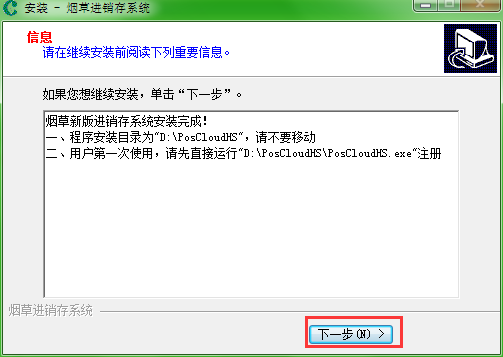 安装 - 烟草进销存系统
信息
请在继续安装前阅读下列重要信息。
如果您想继续安装，单击“下一步”。
烟草新版进销存系统安装完成！
一、程序安装目录为"D:\PosCloudHS"，请不要移动
二、用户第一次使用，请先直接运行"D:\PosCloudHS\PosCloudHS.exe"注册
烟草进销存系统
下一步(N) >